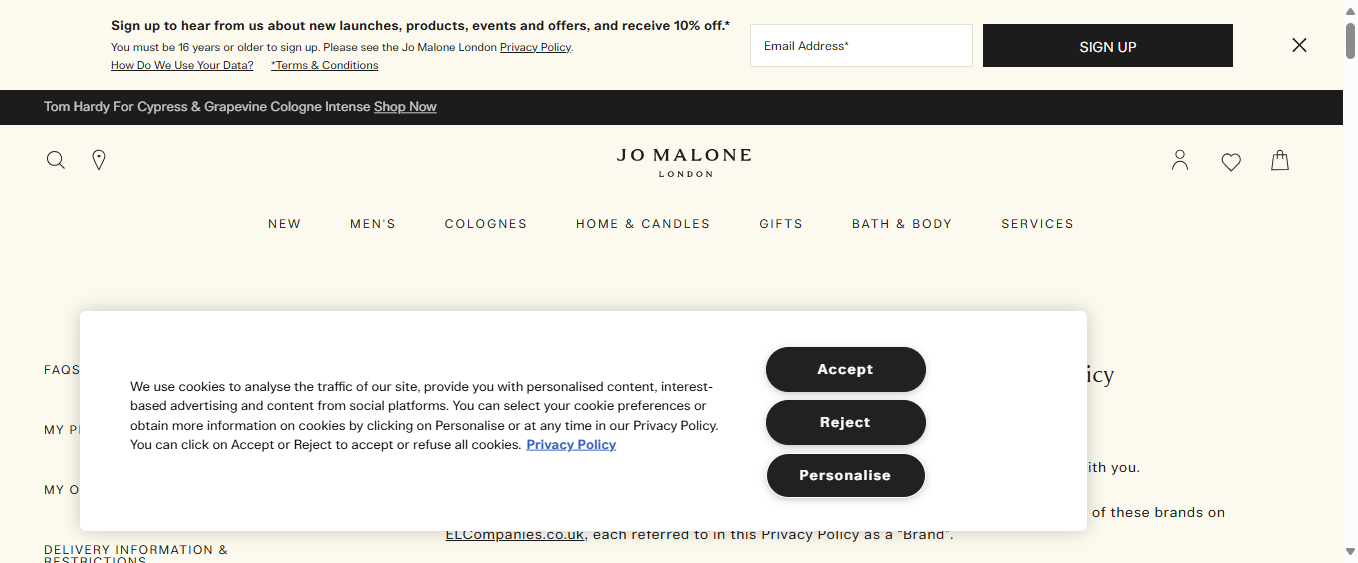 Sign up to hear from us about new launches, products, events and offers, and receive 10% off.*
You must be 16 years or older to sign up. Please see the Jo Malone London Privacy Policy.
How Do We Use Your Data? *Terms & Conditions
Email Address*
SIGN UP
Tom Hardy For Cypress & Grapevine Cologne Intense Shop Now
JO MALONE
LONDON
NEW MEN'S COLOGNES HOME & CANDLES GIFTS BATH & BODY SERVICES
FAQS
MY
MY O
DELIVERY INFORMATION &
RESTRICTIONS
We use cookies to analyse the traffic of our site, provide you with personalised content, interest-
based advertising and content from social platforms. You can select your cookie preferences or
obtain more information on cookies by clicking on Personalise or at any time in our Privacy Policy.
You can click on Accept or Reject to accept or refuse all cookies. Privacy Policy
Accept
Reject
Personalise
icy
ith you.
of these brands on
ELCompanies.co.uk, each referred to in this Privacy Policy as a “Brand”.